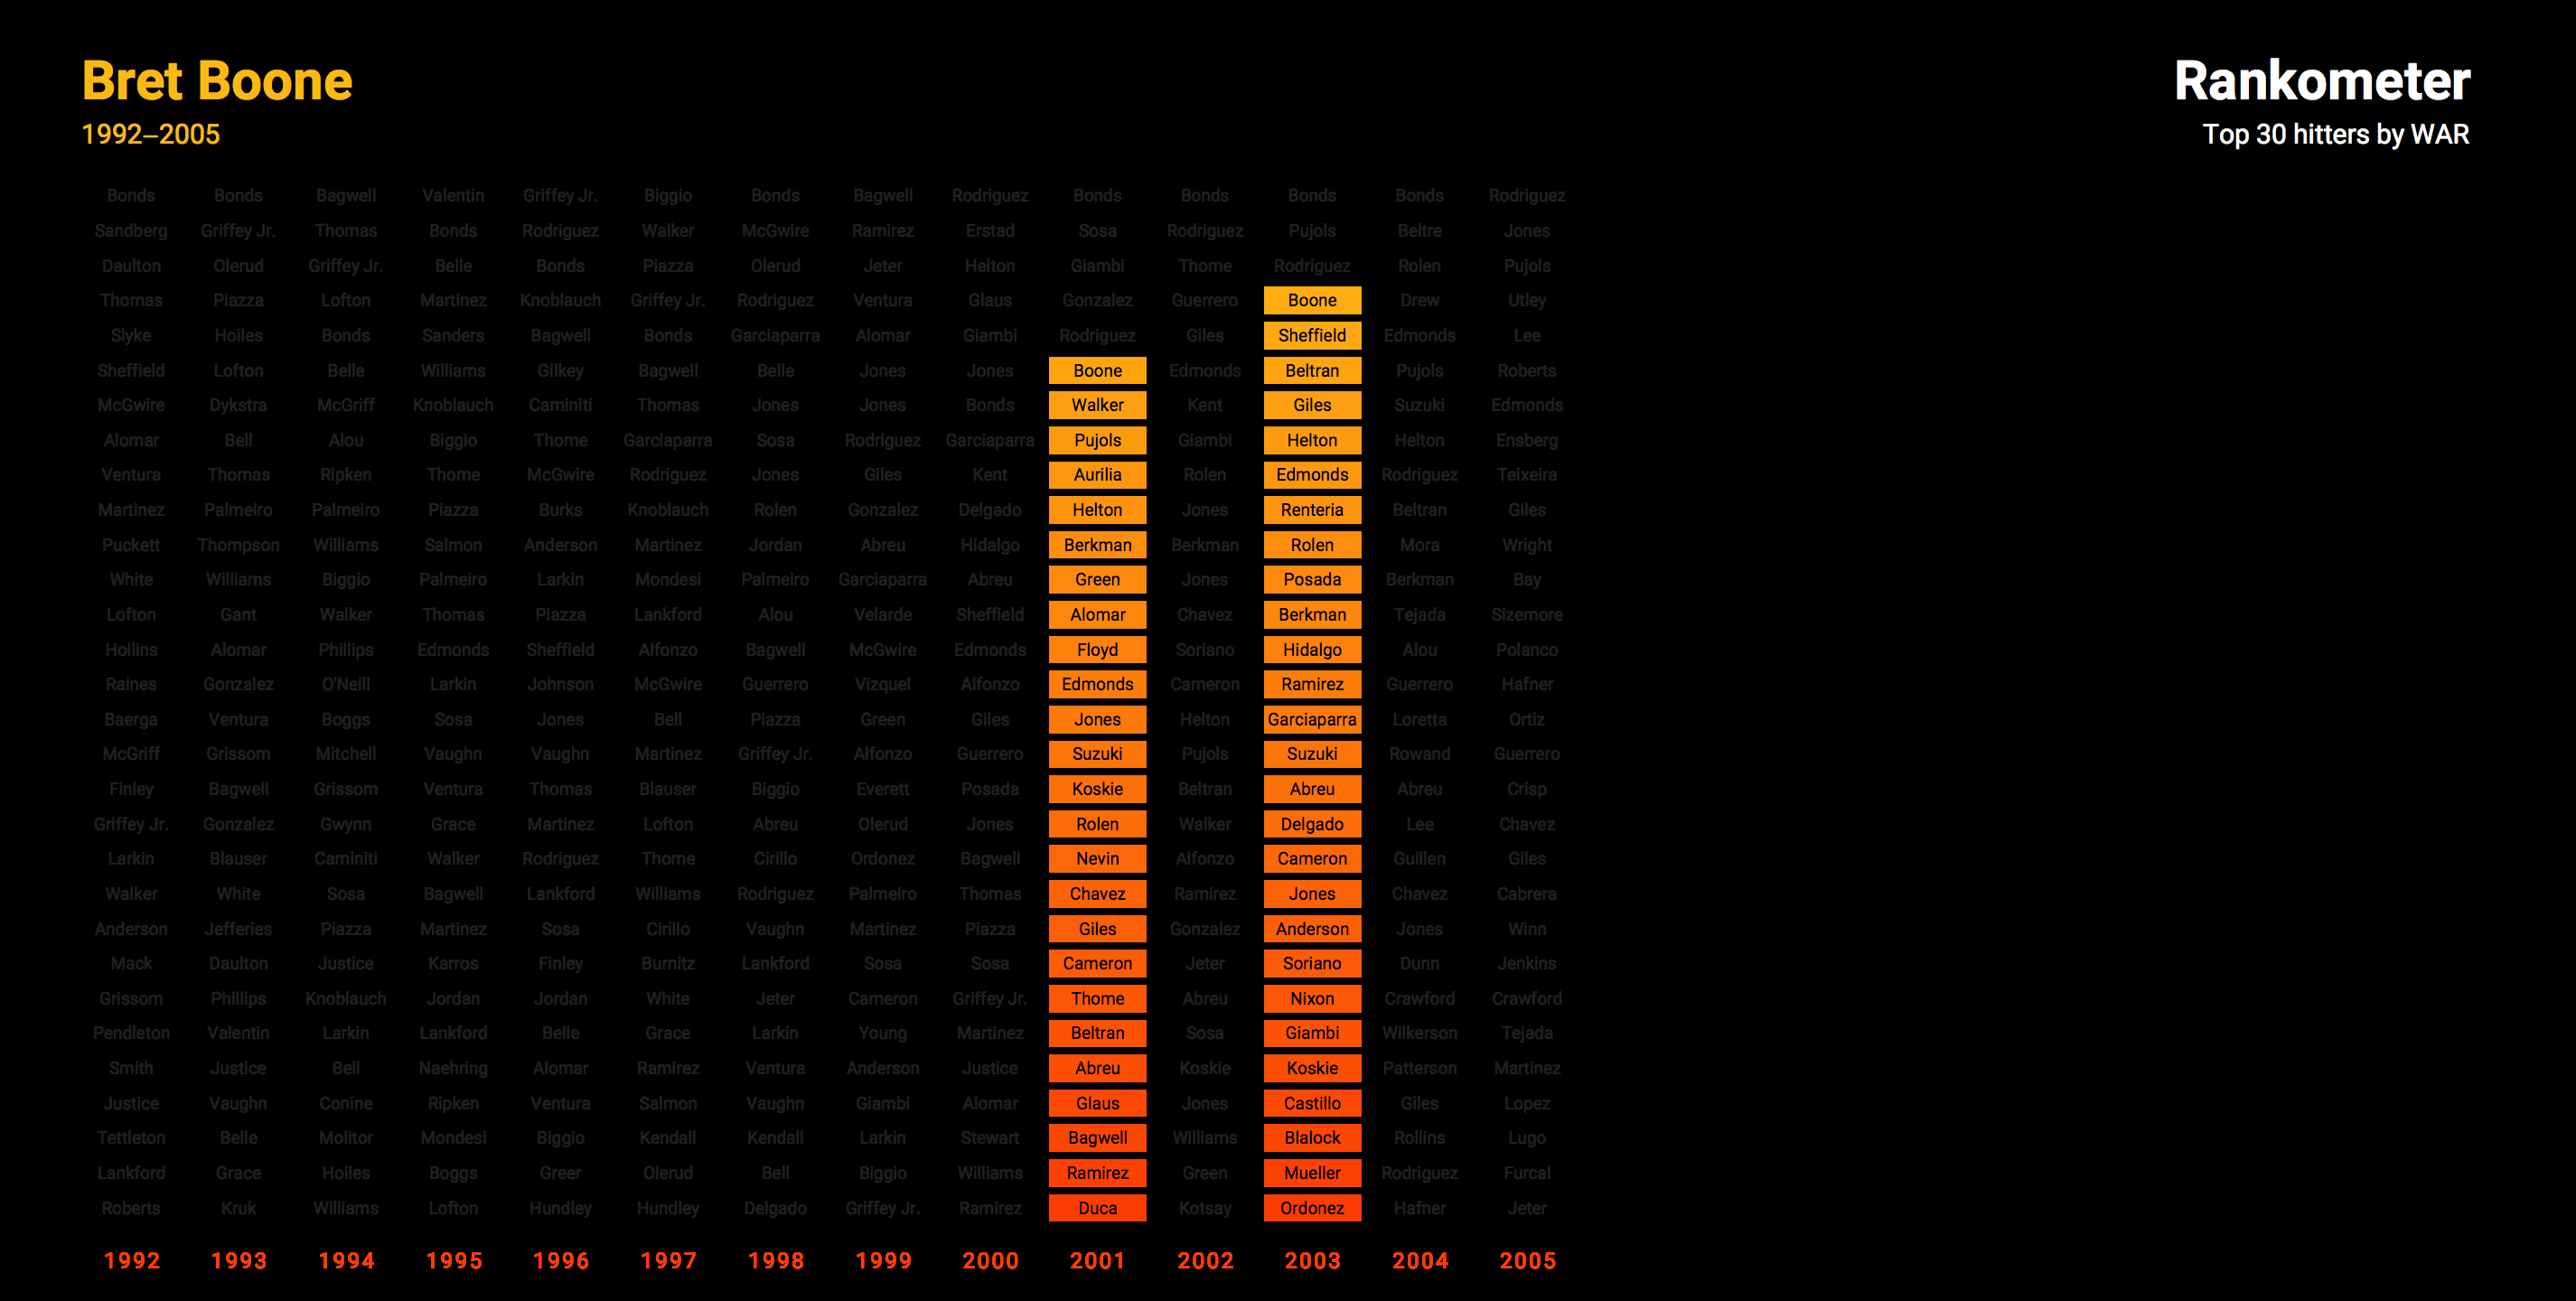 Bret Boone
1992–2005
Rankometer
Top 30 hitters by WAR
Bonds Bonds Bagwell Valentin Griffey Jr. Biggio Bonds Bagwell Rodriguez Bonds Bonds Bonds Bonds Rodriguez
Sandberg Griffey Jr. Thomas Bonds Rodriguez Walker McGwire Ramirez Erstad Sosa Rodriguez Pujols Beltre Jones
Daulton Olerud Griffey Jr. Belle Bonds Piazza Olerud Jeter Helton Giambi Thome Rodriguez Rolen Pujols
Thomas Piazza Lofton Martinez Knoblauch Griffey Jr. Rodriguez Ventura Glaus Gonzalez Guerrero Boone Drew Utley
Slyke Hoiles Bonds Sanders Bagwell Bonds Garciaparra Alomar Giambi Rodriguez Giles Sheffield Edmonds Lee
Sheffield Lofton Belle Williams Gilkey Bagwell Belle Jones Jones Boone Edmonds Beltran Pujols Roberts
McGwire Dykstra McGriff Knoblauch Caminiti Thomas Jones Jones Bonds Walker Kent Giles Suzuki Edmonds
Alomar Bell Alou Biggio Thome Garciaparra Sosa Rodriguez Garciaparra Pujols Giambi Helton Helton Ensberg
Ventura Thomas Ripken Thome McGwire Rodriguez Jones Giles Kent Aurilia Rolen Edmonds Rodriguez Teixeira
Martinez Palmeiro Palmeiro Piazza Burks Knoblauch Rolen Gonzalez Delgado Helton Jones Renteria Beltran Giles
Puckett Thompson Williams Salmon Anderson Martinez Jordan Abreu Hidalgo Berkman Berkman Rolen Mora Wright
White Williams Biggio Palmeiro Larkin Mondesi Palmeiro Garciaparra Abreu Green Jones Posada Berkman Bay
Lofton Gant Walker Thomas Piazza Lankford Alou Velarde Sheffield Alomar Chavez Berkman Tejada Sizemore
Hollins Alomar Phillips Edmonds Sheffield Alfonzo Bagwell McGwire Edmonds Floyd Soriano Hidalgo Alou Polanco
Raines Gonzalez O'Neill Larkin Johnson McGwire Guerrero Vizquel Alfonzo Edmonds Cameron Ramirez Guerrero Hafner
Baerga Ventura Boggs Sosa Jones Bell Piazza Green Giles Jones Helton Garciaparra Loretta Ortiz
McGriff Grissom Mitchell Vaughn Vaughn Martinez Griffey Jr. Alfonzo Guerrero Suzuki Pujols Suzuki Rowand Guerrero
Finley Bagwell Grissom Ventura Thomas Blauser Biggio Everett Posada Koskie Beltran Abreu Abreu Crisp
Griffey Jr. Gonzalez Gwynn Grace Martinez Lofton Abreu Olerud Jones Rolen Walker Delgado Lee Chavez
Larkin Blauser Caminiti Walker Rodriguez Thome Cirillo Ordonez Bagwell Nevin Alfonzo Cameron Guillen Giles
Walker White Sosa Bagwell Lankford Williams Rodriguez Palmeiro Thomas Chavez Ramirez Jones Chavez Cabrera
Anderson Jefferies Piazza Martinez Sosa Cirillo Vaughn Martinez Piazza Giles Gonzalez Anderson Jones Winn
Mack Daulton Justice Karros Finley Burnitz Lankford Sosa Sosa Cameron Jeter Soriano Dunn Jenkins
Grissom Phillips Knoblauch Jordan Jordan White Jeter Cameron Griffey Jr. Thome Abreu Nixon Crawford Crawford
Pendleton Valentin Larkin Lankford Belle Grace Larkin Young Martinez Beltran Sosa Giambi Wilkerson Tejada
Smith Justice Bell Naehring Alomar Ramirez Ventura Anderson Justice Abreu Koskie Koskie Patterson Martinez
Justice Vaughn Conine Ripken Ventura Salmon Vaughn Giambi Alomar Glaus Jones Castillo Giles Lopez
Tettleton Belle Molitor Mondesi Biggio Kendall Kendall Larkin Stewart Bagwell Williams Blalock Rollins Lugo
Lankford Grace Hoiles Boggs Greer Olerud Bell Biggio Williams Ramirez Green Mueller Rodriguez Furcal
Roberts Kruk Williams Lofton Hundley Hundley Delgado Griffey Jr. Ramirez Duca Kotsay Ordonez Hafner Jeter
1992 1993 1994 1995 1996 1997 1998 1999 2000 2001 2002 2003 2004 2005